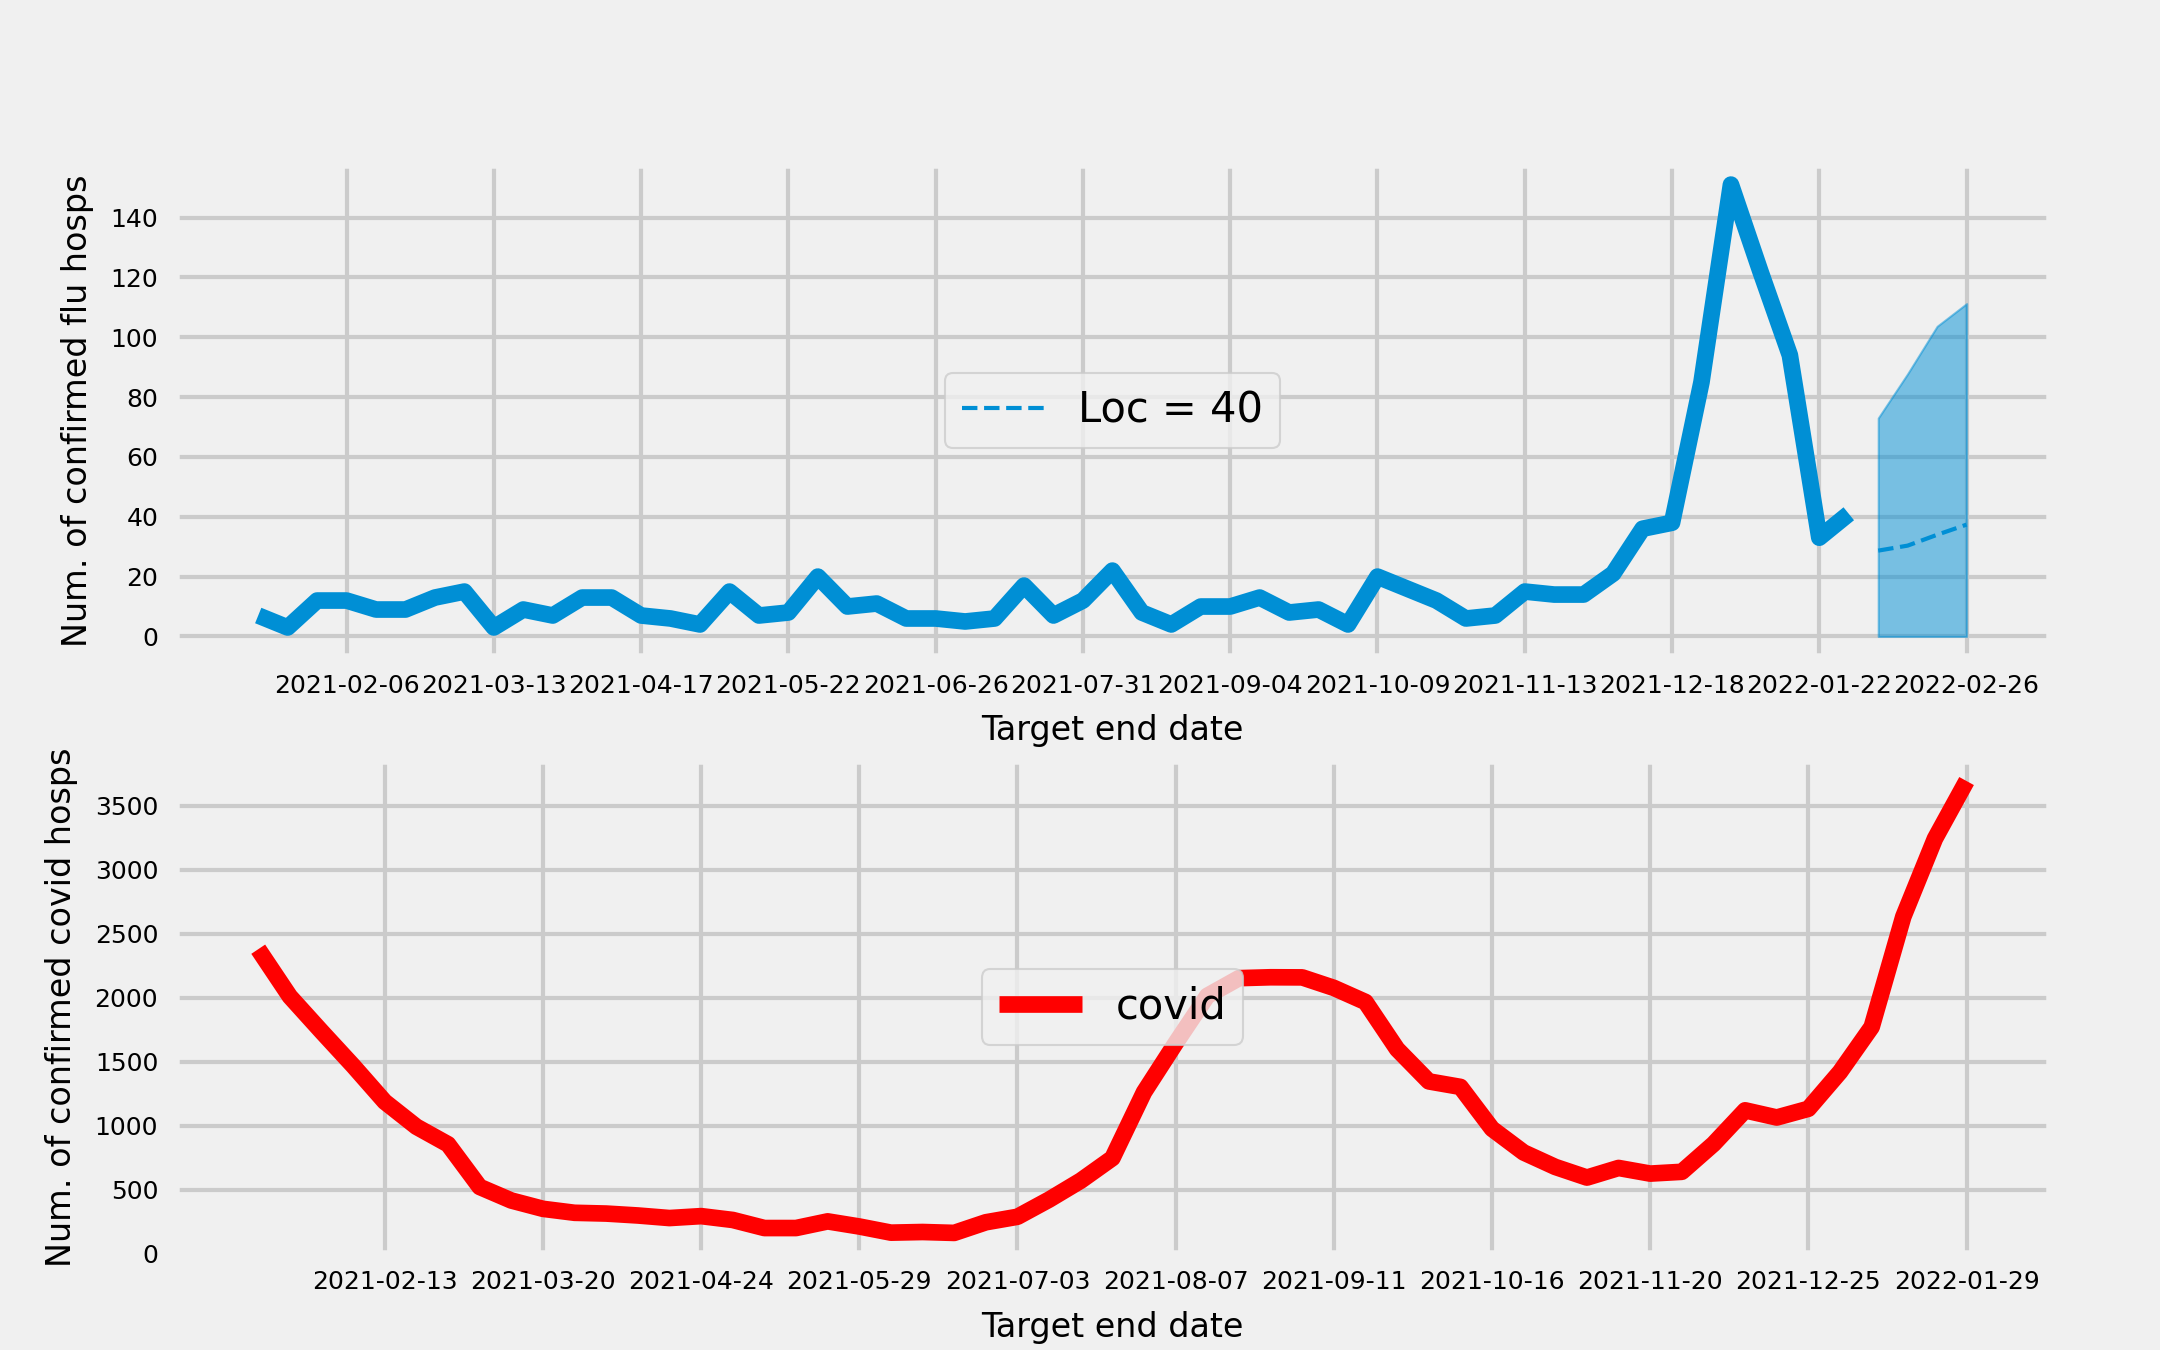 Num. of confirmed flu hosps
140
120
100
80
60
40
20
0
Loc = 40
2021-02-06 2021-03-13 2021-04-17 2021-05-22 2021-06-26 2021-07-31 2021-09-04 2021-10-09 2021-11-13 2021-12-18 2022-01-22 2022-02-26
Target end date
Num. of confirmed covid hosps
3500
3000
2500
2000
1500
1000
500
0
covid
2021-02-13 2021-03-20 2021-04-24 2021-05-29 2021-07-03 2021-08-07 2021-09-11 2021-10-16 2021-11-20 2021-12-25 2022-01-29
Target end date